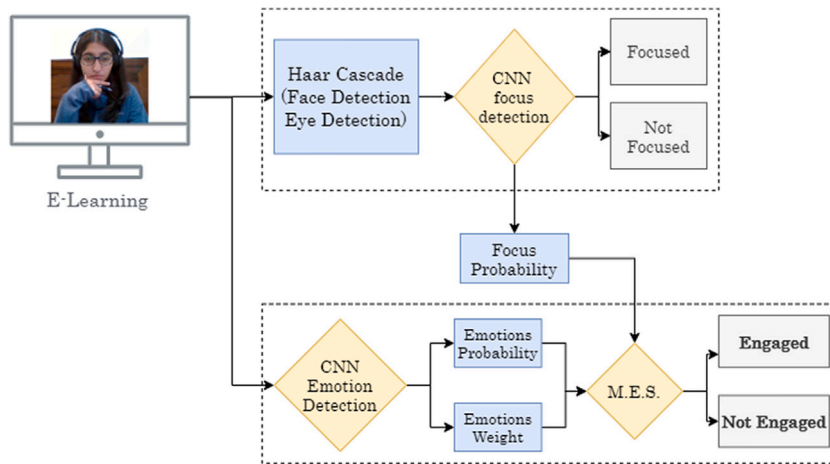 E-Learning
Haar Cascade
(Face Detection
Eye Detection)
CNN
focus
detection
Focused
Not
Focused
Focus
Probability
CNN
Emotion
Detection
Emotions
Probability
Emotions
Weight
M.E.S.
Engaged
Not Engaged